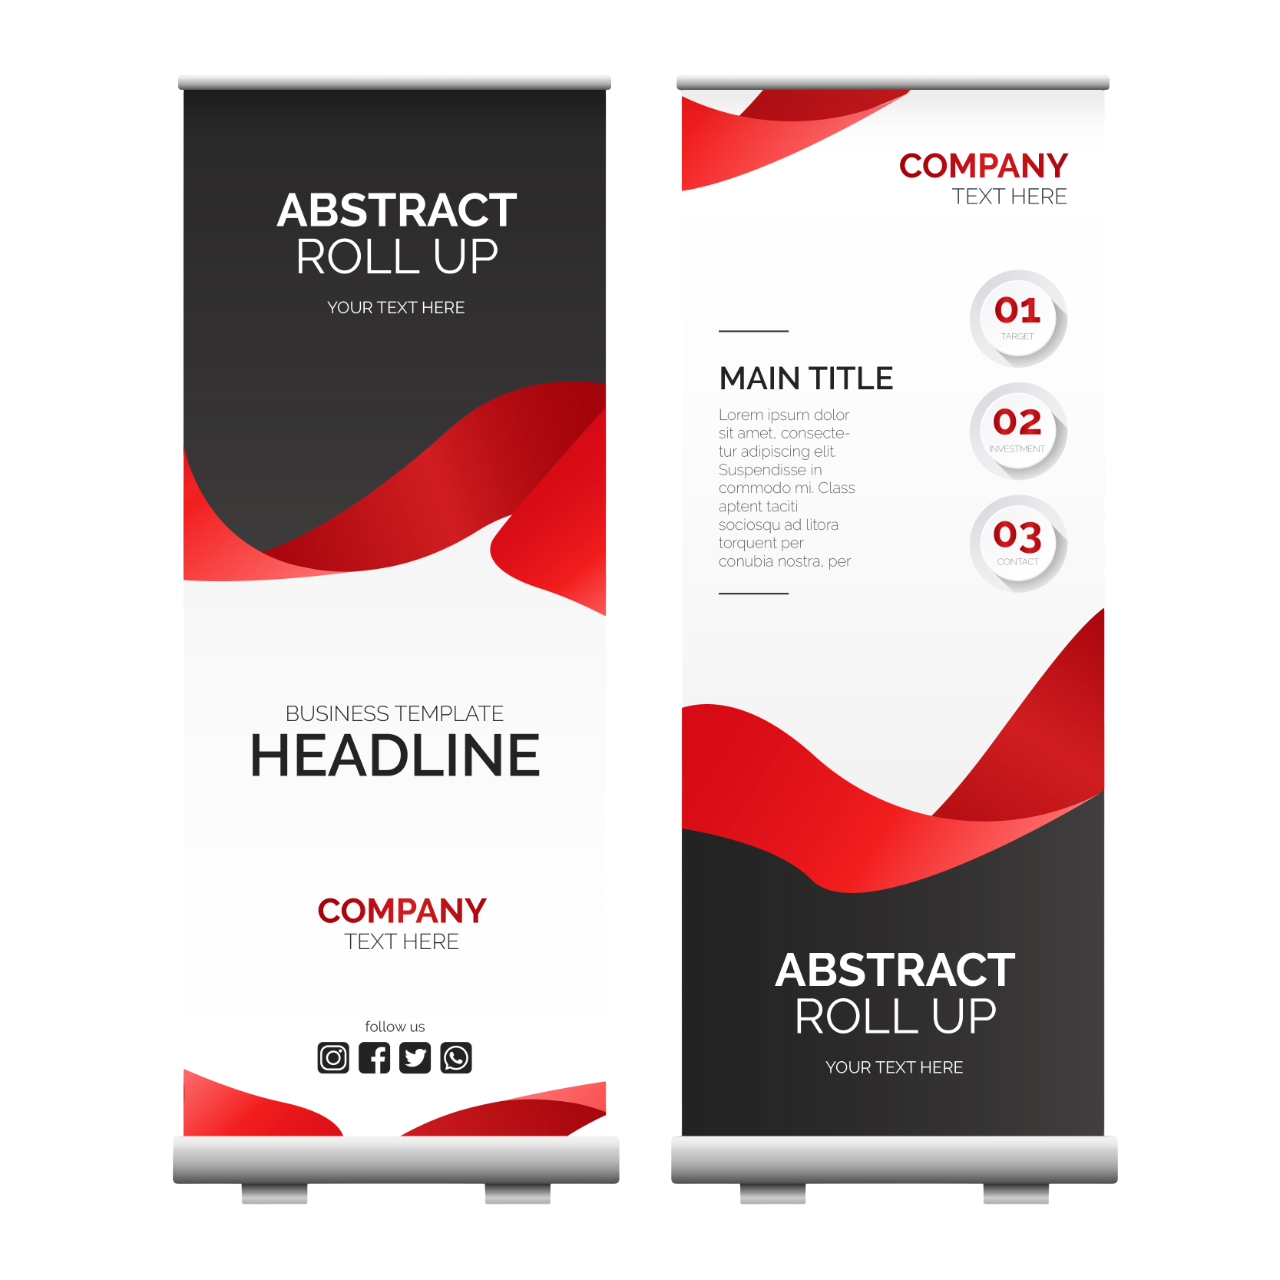 ABSTRACT
ROLL UP
YOUR TEXT HERE
BUSINESS TEMPLATE
HEADLINE
COMPANY
TEXT HERE
follow us
COMPANY
TEXT HERE
01
TARGET
02
INVESTMENT
03
CONTACT
MAIN TITLE
Lorem ipsum dolor
sit amet, consecte-
tur adipiscing elit.
Suspendisse in
commodo mi. Class
aptent taciti
sociosqu ad litora
torquent per
conubia nostra, per
ABSTRACT
ROLL UP
YOUR TEXT HERE